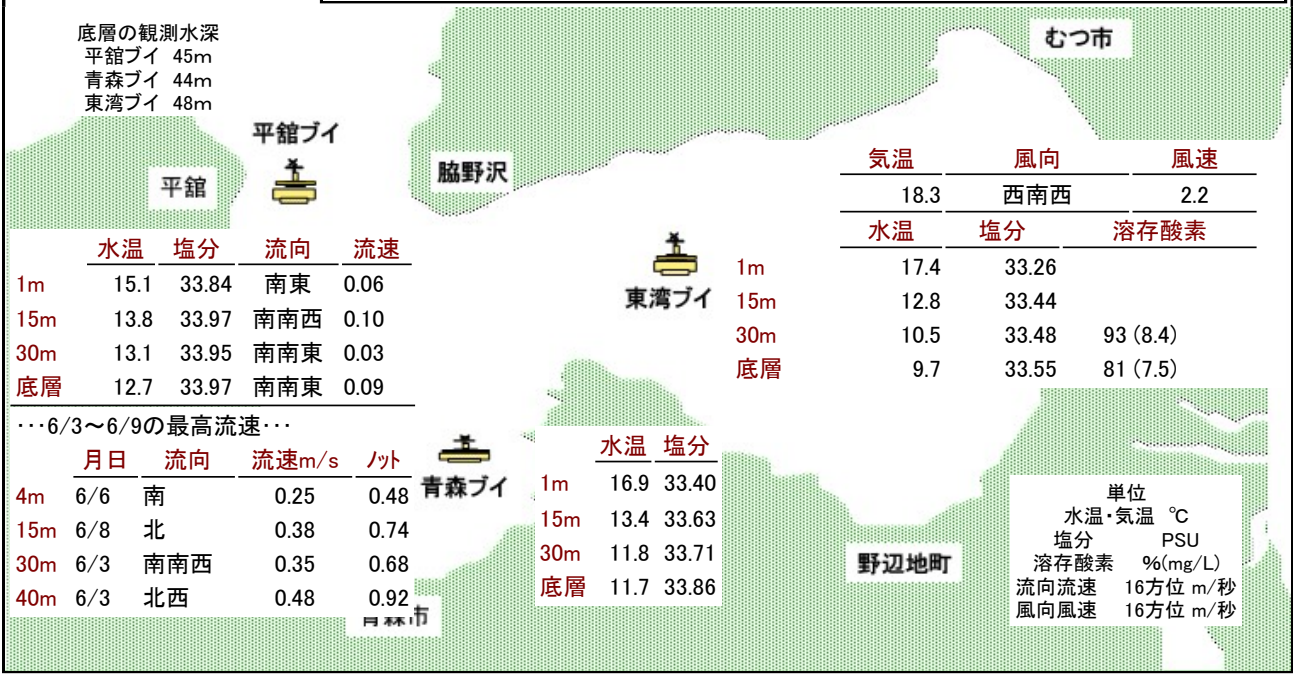 底層の観測水深
平舘ブイ 45m
青森ブイ 44m
東湾ブイ 48m
むつ市
平舘ブイ
脇野沢
平舘
気温 風向 風速
18.3 西南西 2.2
水温 塩分 溶存酸素
1m 17.4 33.26
15m 12.8 33.44
30m 10.5 33.48 93 (8.4)
底層 9.7 33.55 81 (7.5)
東湾ブイ
水温 塩分 流向 流速
1m 15.1 33.84 南東 0.06
15m 13.8 33.97 南南西 0.10
30m 13.1 33.95 南南東 0.03
底層 12.7 33.97 南南東 0.09
･･･6/3～6/9の最高流速･･･
月日 流向 流速m/s ノット
4m 6/6 南 0.25 0.48
15m 6/8 北 0.38 0.74
30m 6/3 南南西 0.35 0.68
40m 6/3 北西 0.48 0.92
青森ブイ
水温 塩分
1m 16.9 33.40
15m 13.4 33.63
30m 11.8 33.71
底層 11.7 33.86
青森市
野辺地町
単位
水温･気温 ℃
塩分 PSU
溶存酸素 %(mg/L)
流向流速 16方位 m/秒
風向風速 16方位 m/秒